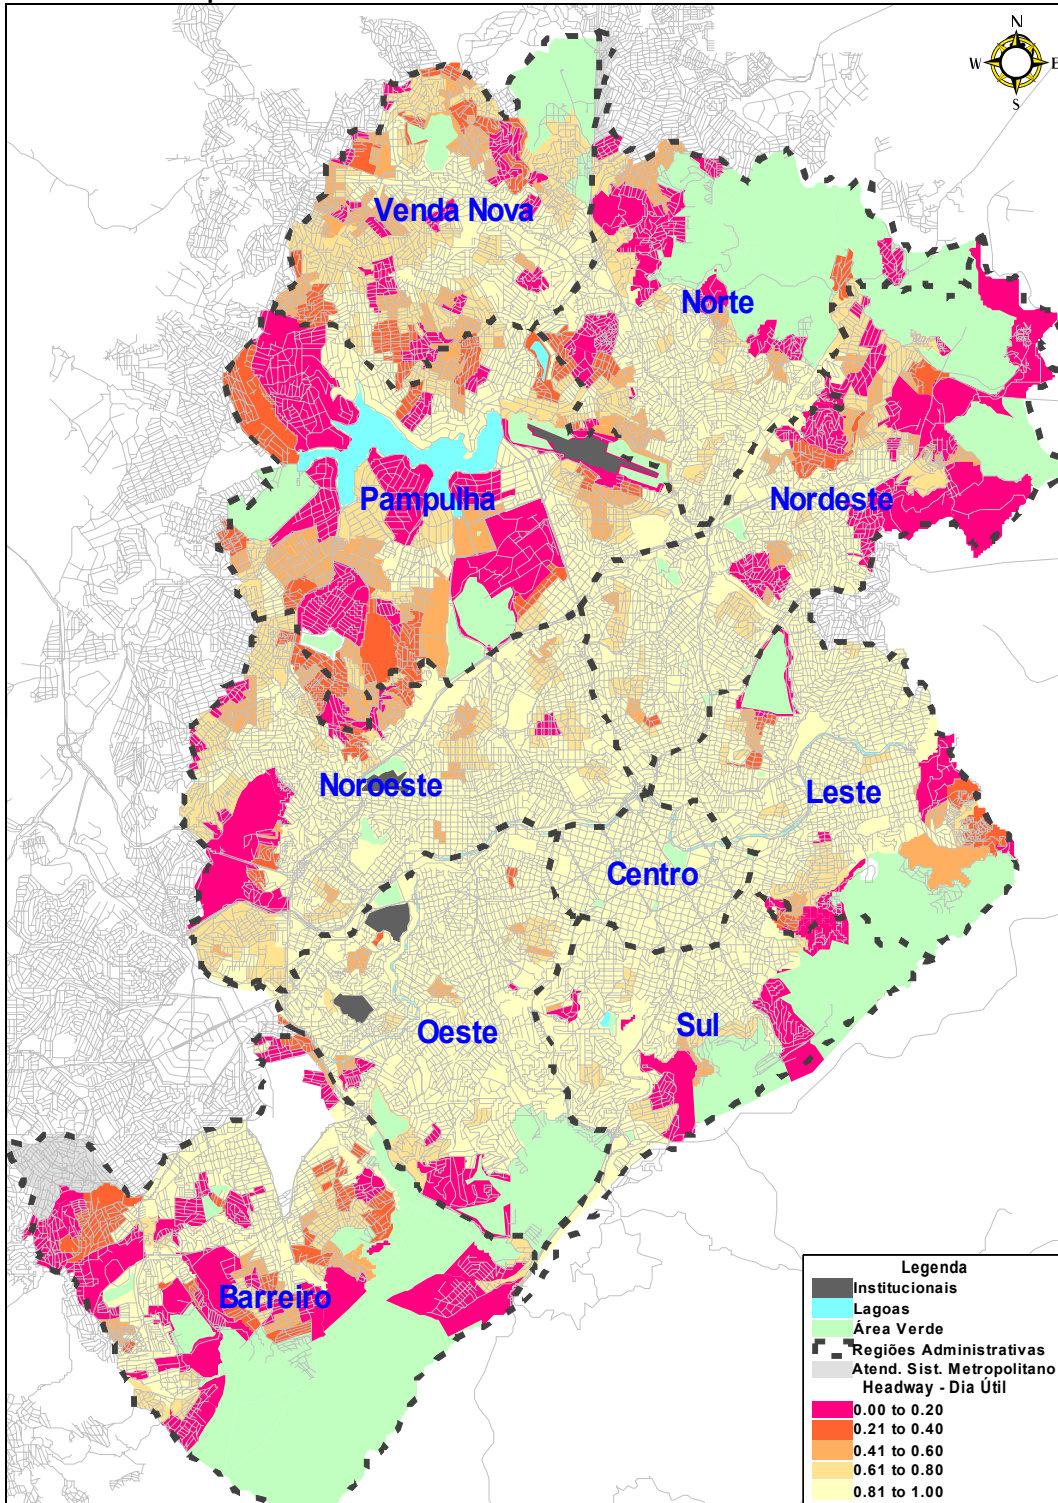 N
W
E
S
Venda Nova
Norte
Pampulha
Nordeste
Noroeste
Leste
Centro
Oeste
Sul
Barreiro
Legenda
Institucionais
Lagoas
Área Verde
Regiões Administrativas
Atend. Sist. Metropolitano
Headway - Dia Útil
0.00 to 0.20
0.21 to 0.40
0.41 to 0.60
0.61 to 0.80
0.81 to 1.00